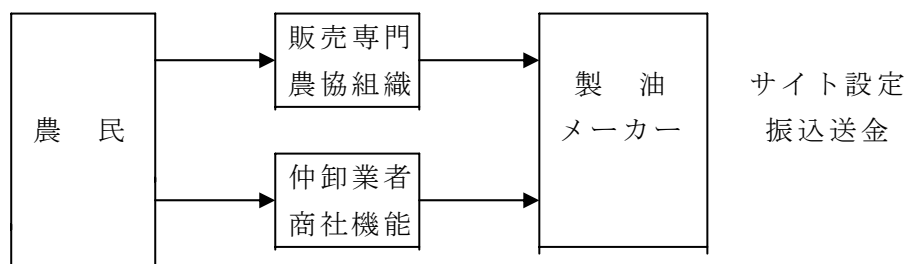 農 民
販売専門
農協組織
仲卸業者
商社機能
製 油
メーカー
サイト設定
振込送金